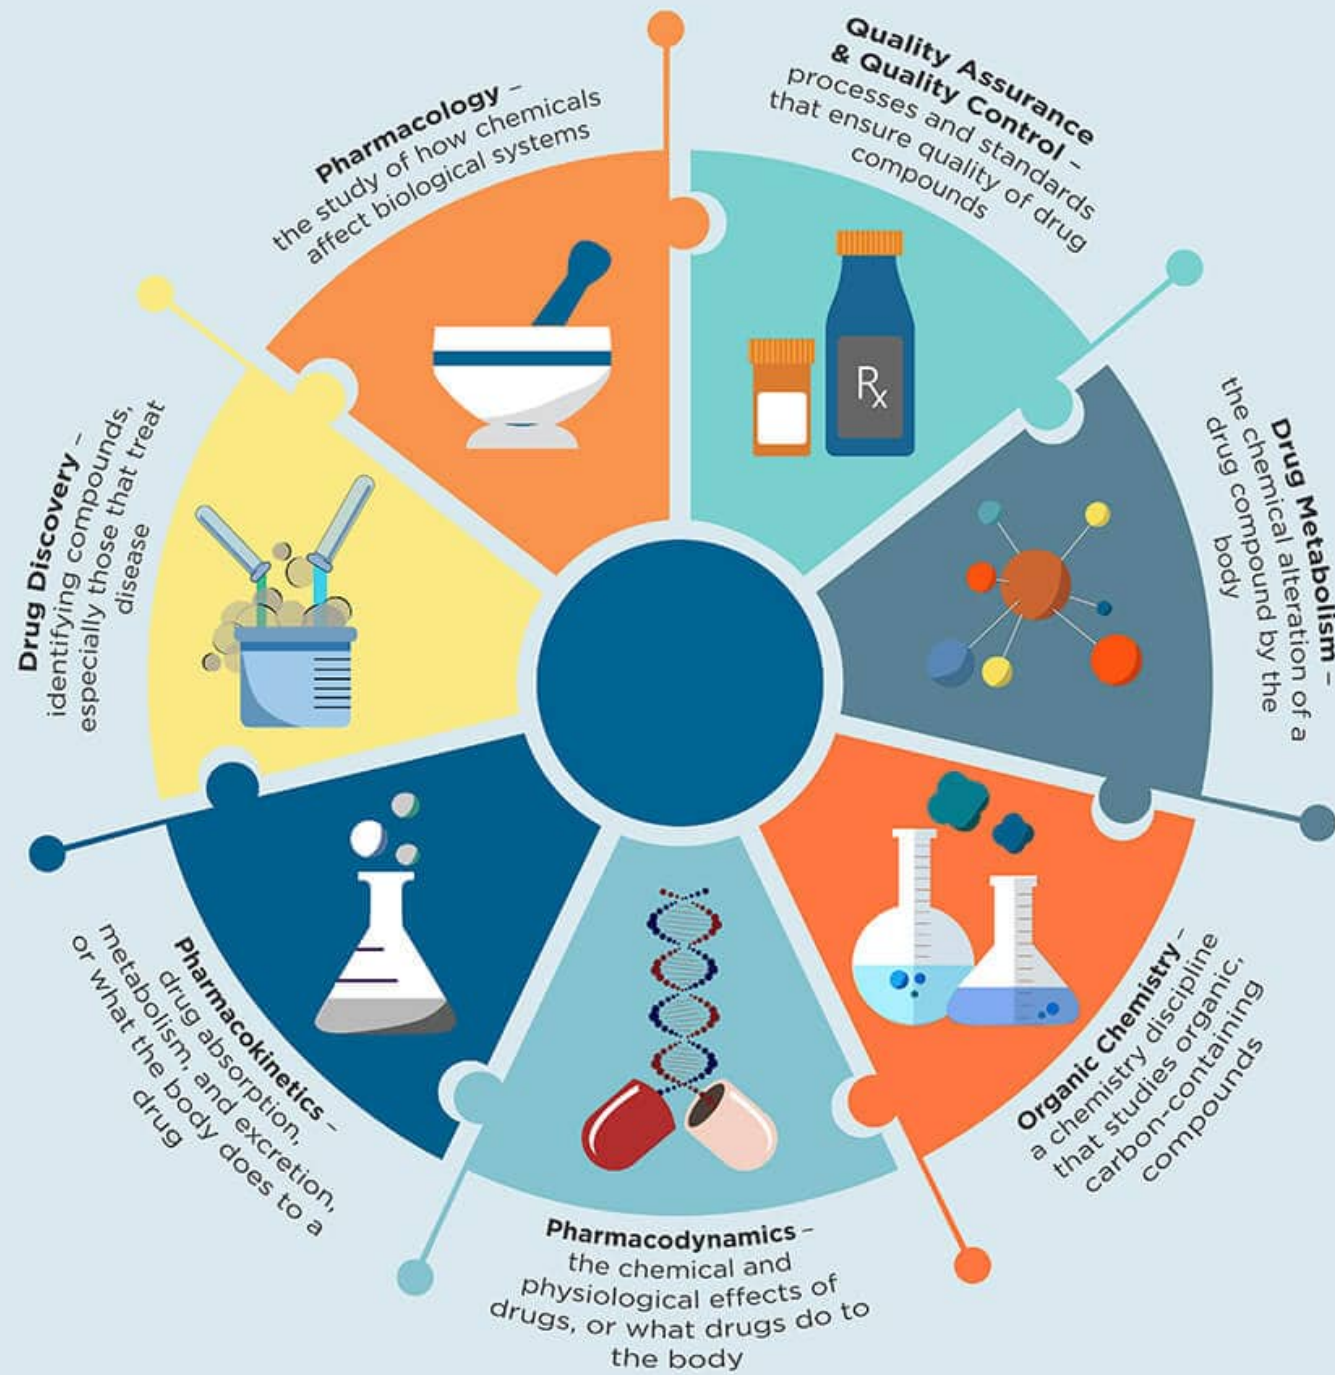 Quality Assurance
& Quality Control –
processes and standards
that ensure quality of drug
compounds
Rx
Drug Metabolism –
the chemical alteration of a
drug compound by the
body
Organic Chemistry –
a chemistry discipline
that studies organic,
carbon-containing
compounds
Pharmacodynamics –
the chemical and
physiological effects of
drugs, or what drugs do to
the body
Pharmacokinetics –
drug absorption,
metabolism, and excretion,
or what the body does to a
drug
Drug Discovery –
identifying compounds,
especially those that treat
disease
Pharmacology –
the study of how chemicals
affect biological systems